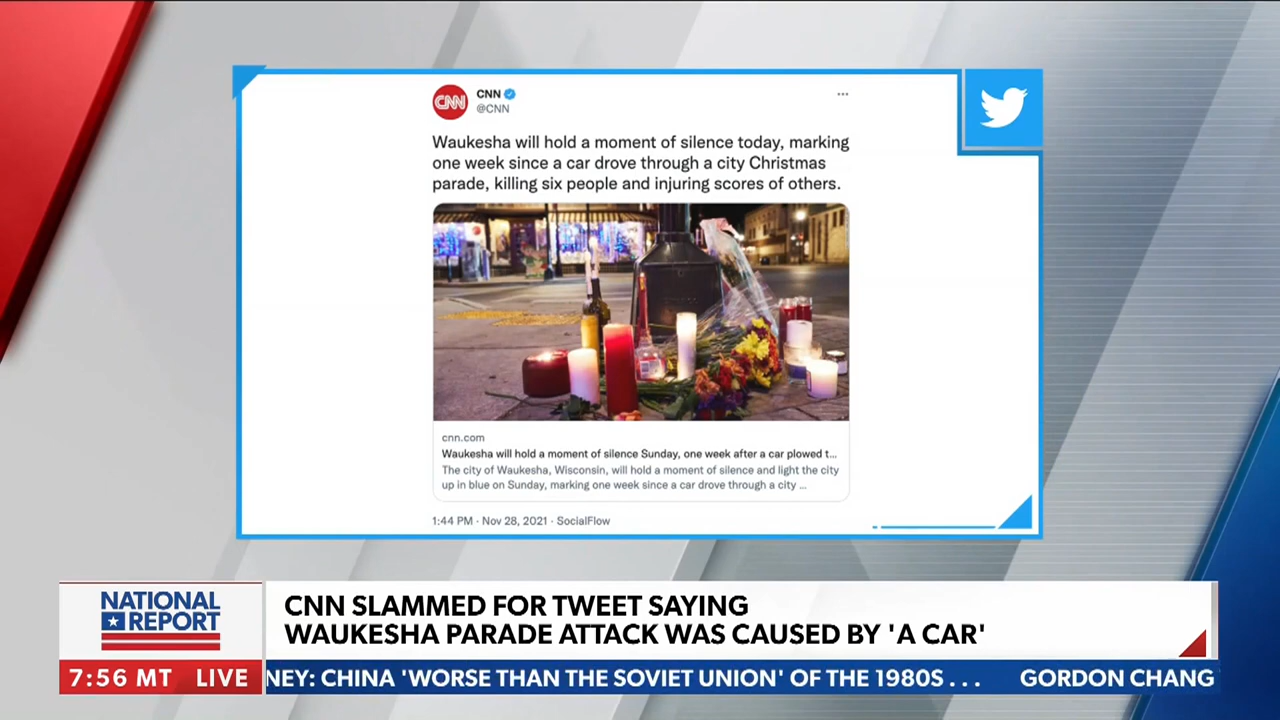 CNN
CNN
@CNN
...
Waukesha will hold a moment of silence today, marking
one week since a car drove through a city Christmas
parade, killing six people and injuring scores of others.
cnn.com
Waukesha will hold a moment of silence Sunday, one week after a car plowed t...
The city of Waukesha, Wisconsin, will hold a moment of silence and light the city
up in blue on Sunday, marking one week since a car drove through a city ...
1:44 PM · Nov 28, 2021 · SocialFlow
NATIONAL
REPORT
CNN SLAMMED FOR TWEET SAYING
WAUKESHA PARADE ATTACK WAS CAUSED BY 'A CAR'
7:56 MT LIVE
NEY: CHINA 'WORSE THAN THE SOVIET UNION' OF THE 1980S . . . GORDON CHANG